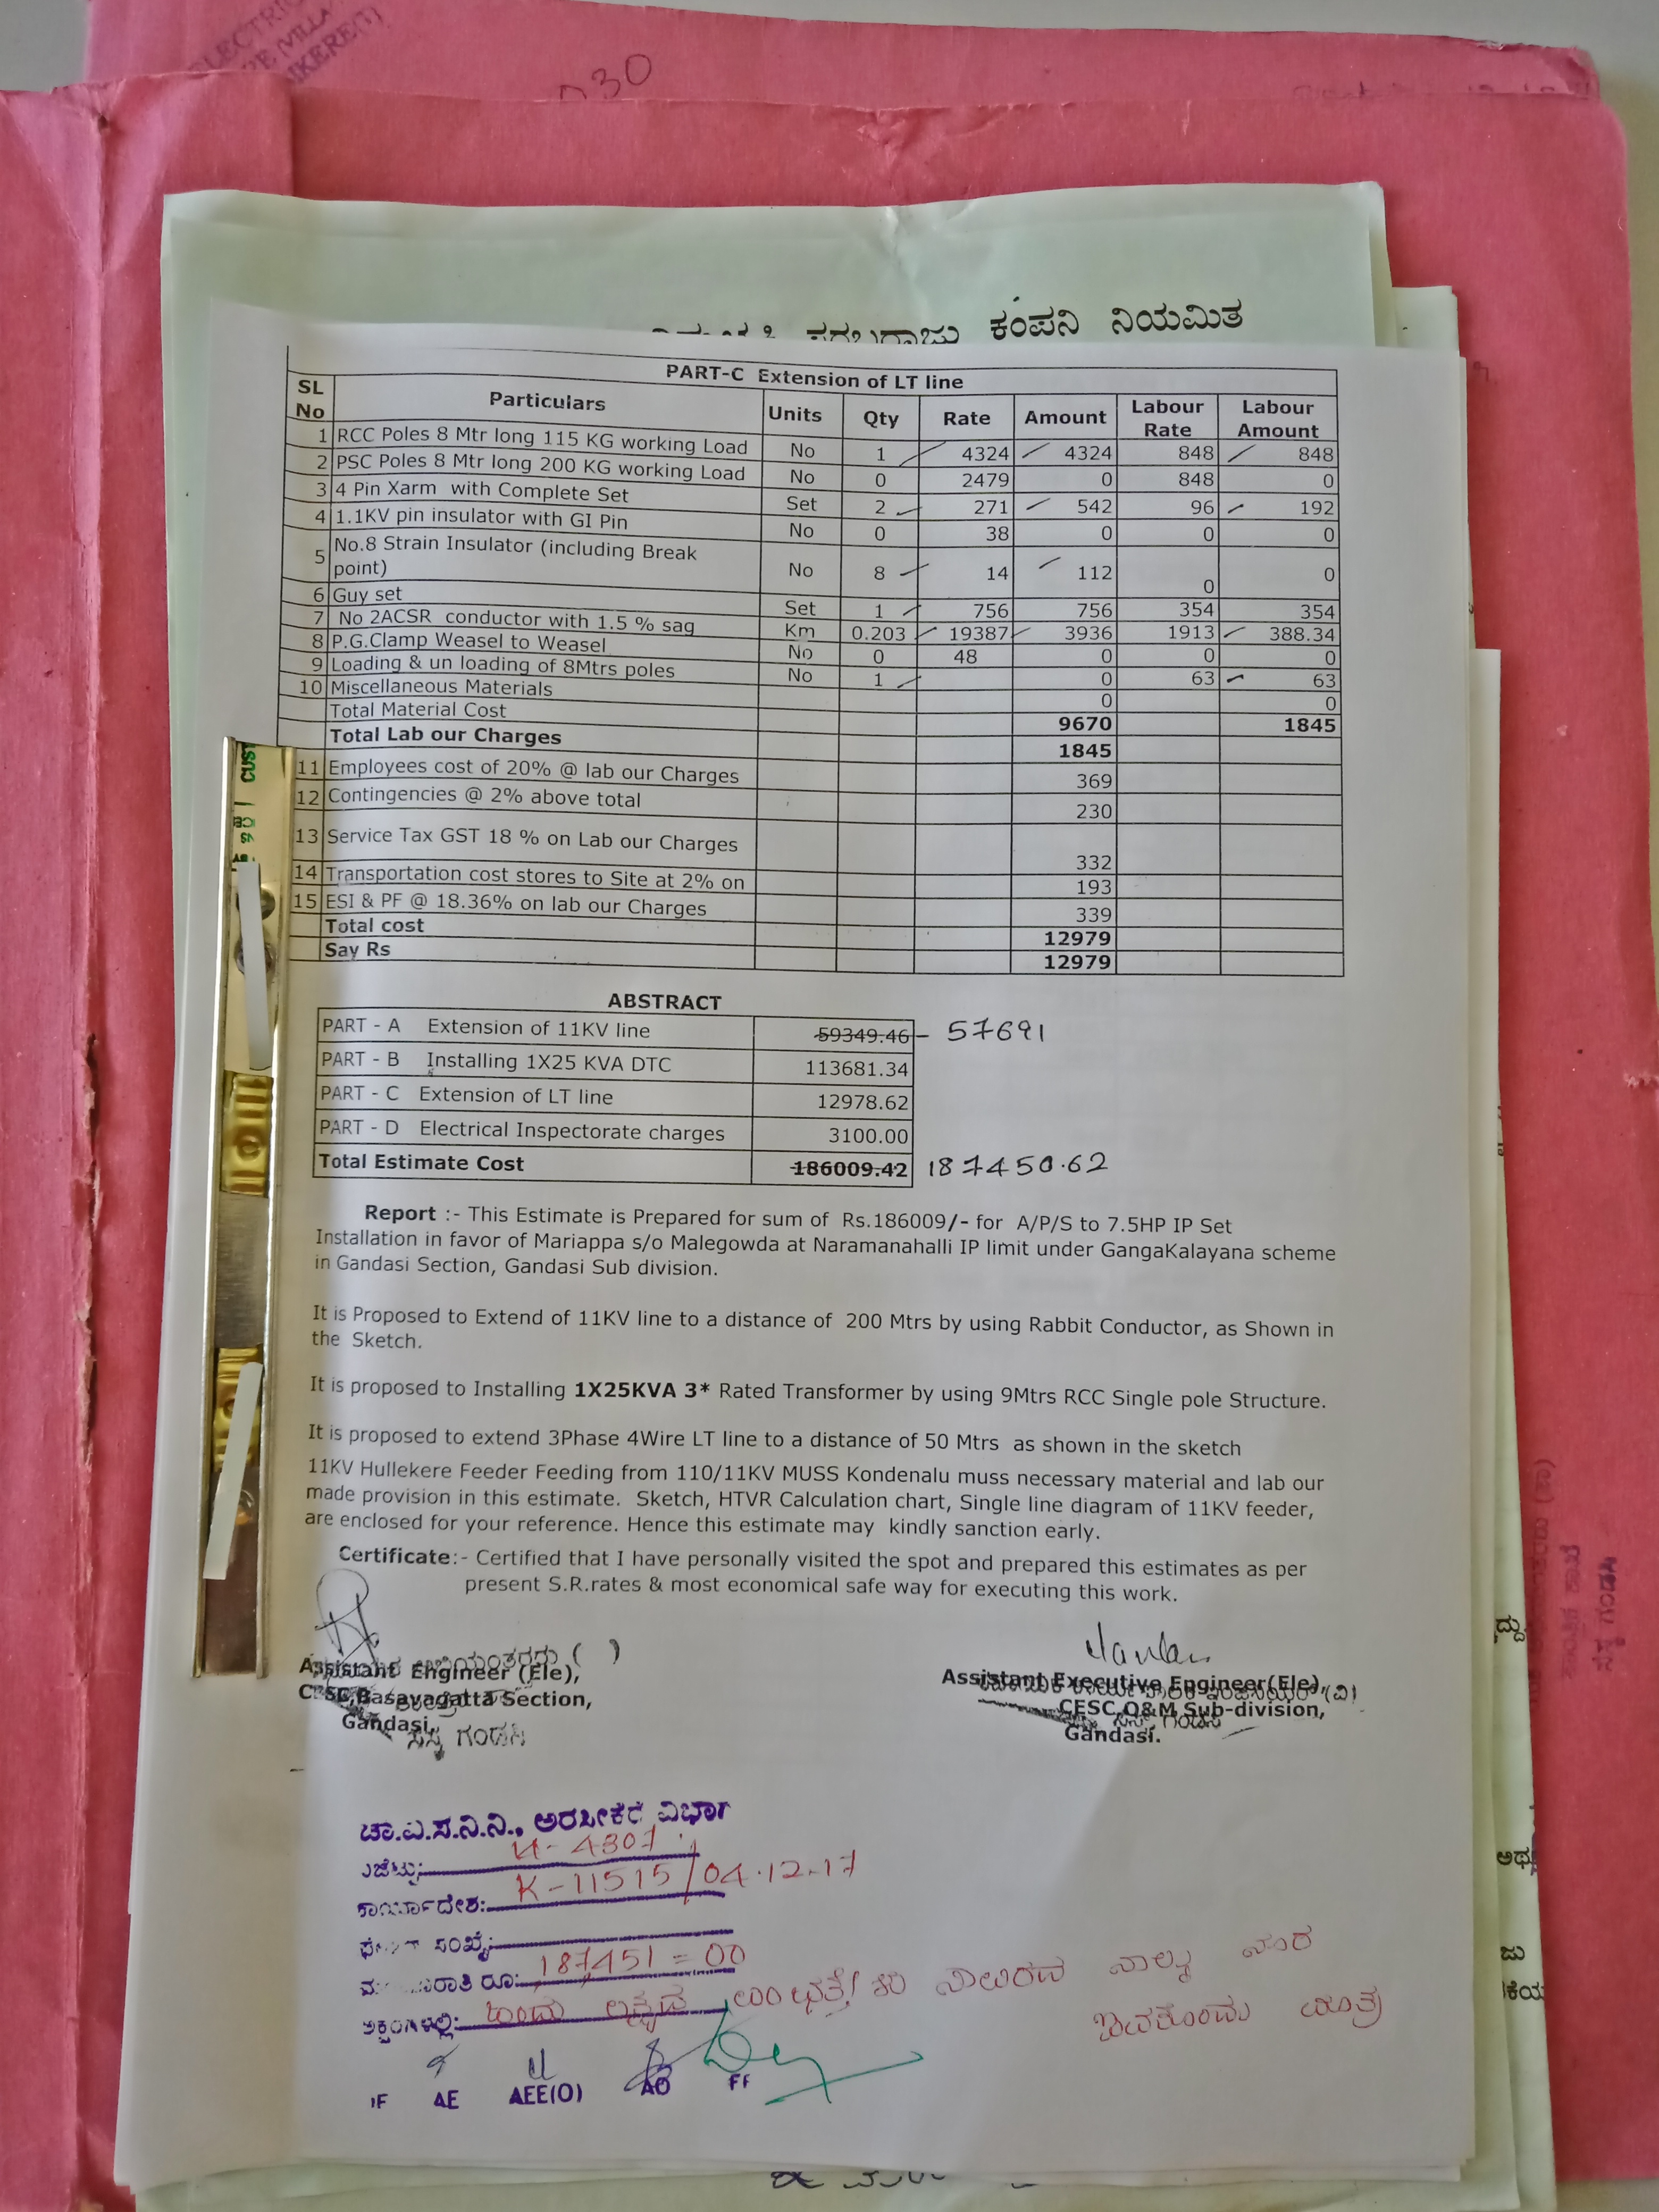 030
ಕಂಪನಿ ನಿಯಮಿತ
PART-C Extension of LT line
SL No Particulars Units Qty Rate Amount Labour Rate Labour Amount
1 RCC Poles 8 Mtr long 115 KG working Load No 1 4324 4324 848 848
2 PSC Poles 8 Mtr long 200 KG working Load No 0 2479 0 848 0
3 4 Pin Xarm with Complete Set Set 2 271 542 96 192
4 1.1KV pin insulator with GI Pin No 0 38 0 0 0
5 No.8 Strain Insulator (including Break point) No 8 14 112 0 0
6 Guy set Set 1 756 756 354 354
7 No 2ACSR conductor with 1.5 % sag Km 0.203 19387 3936 1913 388.34
8 P.G.Clamp Weasel to Weasel No 0 48 0 0 0
9 Loading & un loading of 8Mtrs poles No 1 0 63 63
10 Miscellaneous Materials 0 0
Total Material Cost 9670 1845
Total Lab our Charges 1845
11 Employees cost of 20% @ lab our Charges 369
12 Contingencies @ 2% above total 230
13 Service Tax GST 18 % on Lab our Charges 332
14 Transportation cost stores to Site at 2% on 193
15 ESI & PF @ 18.36% on lab our Charges 339
Total cost 12979
Say Rs 12979
ABSTRACT
PART - A Extension of 11KV line 59349.46 - 57691
PART - B Installing 1X25 KVA DTC 113681.34
PART - C Extension of LT line 12978.62
PART - D Electrical Inspectorate charges 3100.00
Total Estimate Cost 186009.42 187450.62
Report :- This Estimate is Prepared for sum of Rs.186009/- for A/P/S to 7.5HP IP Set
Installation in favor of Mariappa s/o Malegowda at Naramanahalli IP limit under GangaKalayana scheme
in Gandasi Section, Gandasi Sub division.
It is Proposed to Extend of 11KV line to a distance of 200 Mtrs by using Rabbit Conductor, as Shown in
the Sketch.
It is proposed to Installing 1X25KVA 3* Rated Transformer by using 9Mtrs RCC Single pole Structure.
It is proposed to extend 3Phase 4Wire LT line to a distance of 50 Mtrs as shown in the sketch
11KV Hullekere Feeder Feeding from 110/11KV MUSS Kondenalu muss necessary material and lab our
made provision in this estimate. Sketch, HTVR Calculation chart, Single line diagram of 11KV feeder,
are enclosed for your reference. Hence this estimate may kindly sanction early.
Certificate:- Certified that I have personally visited the spot and prepared this estimates as per
present S.R.rates & most economical safe way for executing this work.
Assistant Engineer (Ele),
CESC,Basavagatta Section,
Gandasi.
Assistant Executive Engineer(Ele),
CESC,O&M Sub-division,
Gandasi.
ಚಾ.ವಿ.ಸ.ನಿ.ನಿ., ಅರಸೀಕೆರೆ ವಿಭಾಗ
4807
ಕಾರ್ಯಾದೇಶ: K-11515/04.12-17
ಸಂಖ್ಯೆ:
ರೂ: 187451=00
ಒಂದು ಲಕ್ಷದ
AE AEE(O) AO